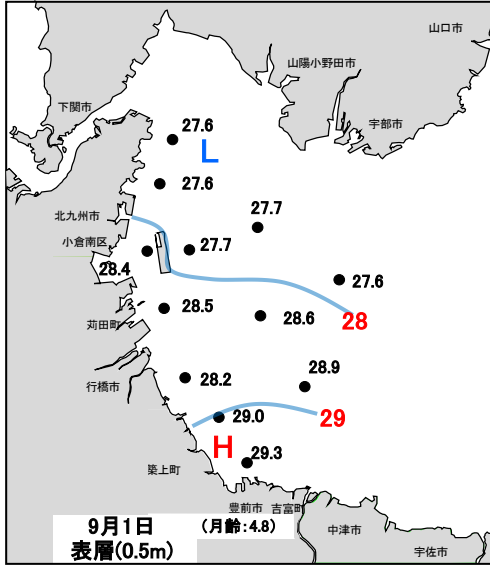 山口市
山陽小野田市
下関市
宇部市
27.6
L
27.6
27.7
北九州市
小倉南区
27.7
28.4
27.6
28.5
28.6
28
苅田町
28.2
28.9
行橋市
29.0
29
H
29.3
築上町
豊前市
吉富町
9月1日
(月齢:4.8)
中津市
表層(0.5m)
宇佐市